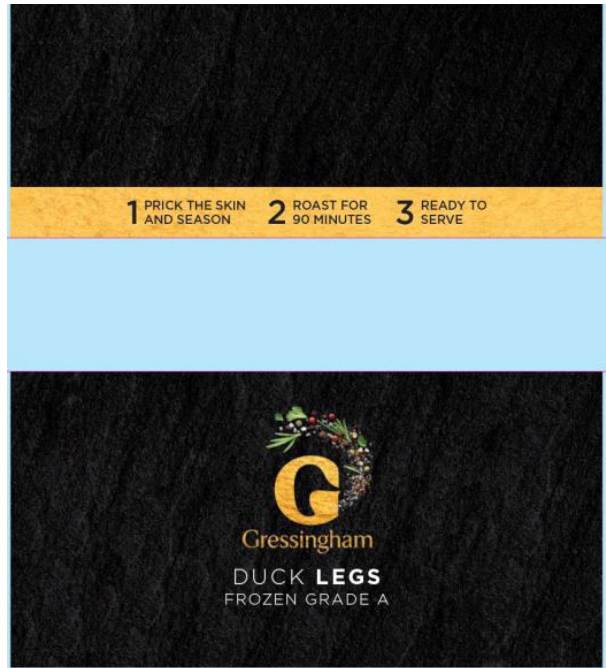 1 PRICK THE SKIN
AND SEASON
2 ROAST FOR
90 MINUTES
3 READY TO
SERVE
G
Gressingham
DUCK LEGS
FROZEN GRADE A